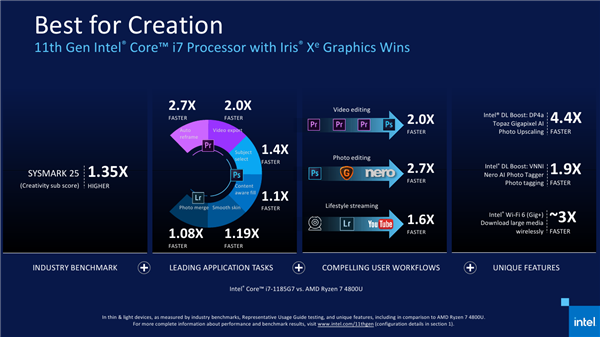 Best for Creation
11th Gen Intel® Core™ i7 Processor with Iris® Xe Graphics Wins
SYSMARK 25
(Creativity sub score)
1.35X
HIGHER
2.7X
FASTER
2.0X
FASTER
1.4X
FASTER
1.1X
FASTER
1.19X
FASTER
1.08X
FASTER
Auto
reframe
Video export
Subject
select
Content
aware fill
Smooth skin
Photo merge
Pr
Ps
Lr
Video editing
Pr Pr Pr Ps
2.0X
FASTER
Photo editing
Ps nero
2.7X
FASTER
Lifestyle streaming
Lr YouTube
1.6X
FASTER
Intel® DL Boost: DP4a
Topaz Gigapixel AI
Photo Upscaling
4.4X
FASTER
Intel® DL Boost: VNNI
Nero AI Photo Tagger
Photo tagging
1.9X
FASTER
Intel® Wi-Fi 6 (Gig+)
Download large media
wirelessly
~3X
FASTER
INDUSTRY BENCHMARK + LEADING APPLICATION TASKS + COMPELLING USER WORKFLOWS + UNIQUE FEATURES
Intel® Core™ i7-1185G7 vs. AMD Ryzen 7 4800U
In thin & light devices, as measured by industry benchmarks, Representative Usage Guide testing, and unique features, including in comparison to AMD Ryzen 7 4800U.
For more complete information about performance and benchmark results, visit www.intel.com/11thgen (configuration details in section 1).
intel